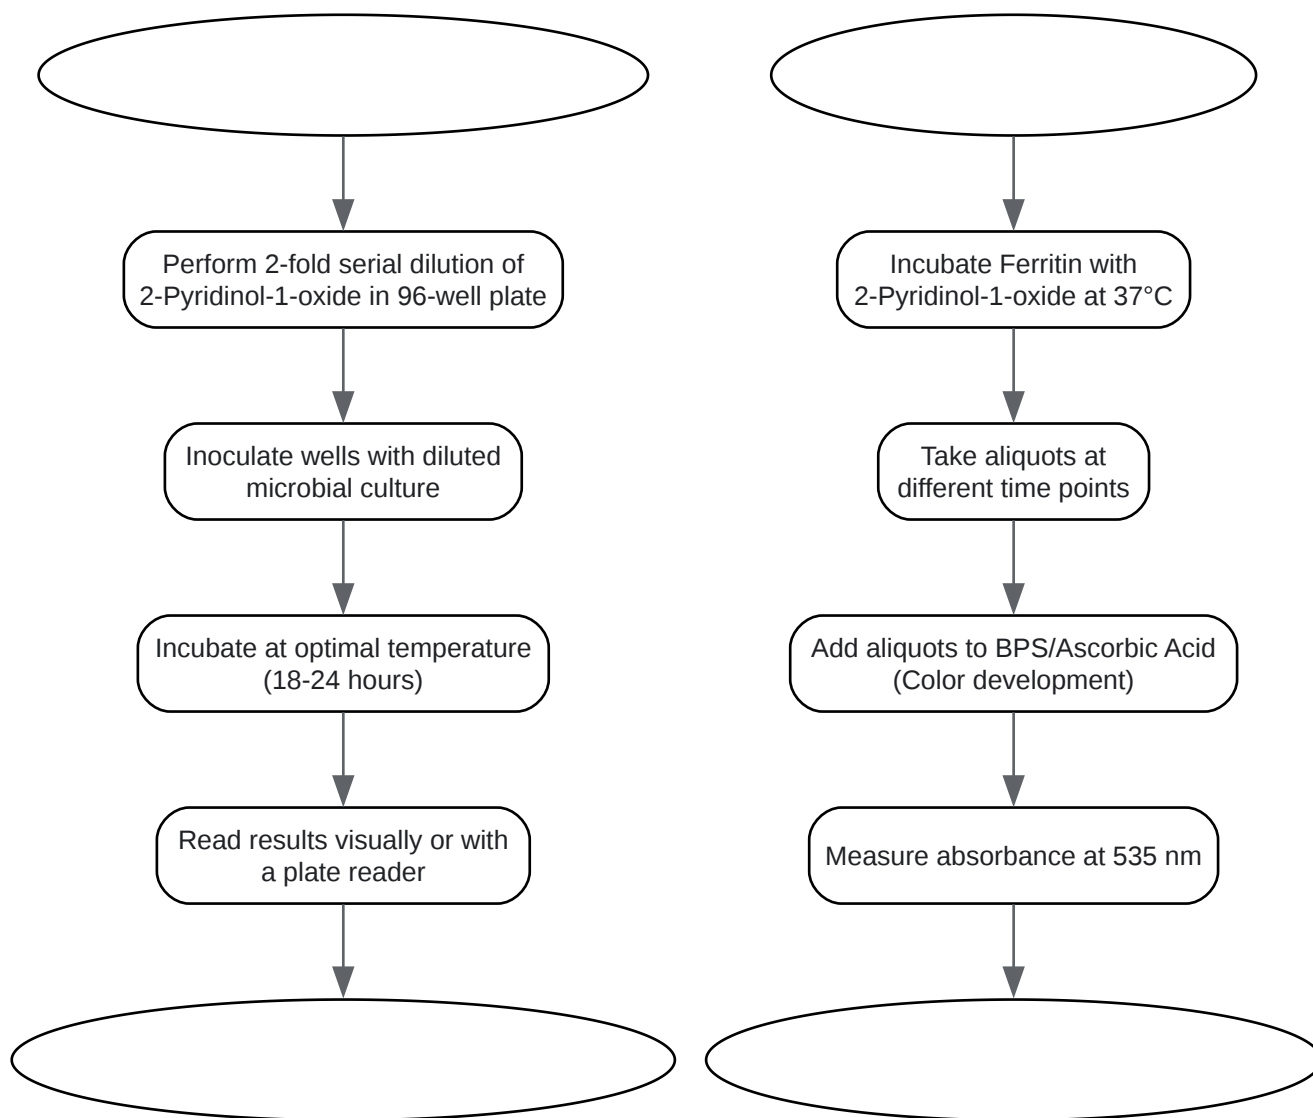 Perform 2-fold serial dilution of
2-Pyridinol-1-oxide in 96-well plate
Inoculate wells with diluted
microbial culture
Incubate at optimal temperature
(18-24 hours)
Read results visually or with
a plate reader
Incubate Ferritin with
2-Pyridinol-1-oxide at 37°C
Take aliquots at
different time points
Add aliquots to BPS/Ascorbic Acid
(Color development)
Measure absorbance at 535 nm